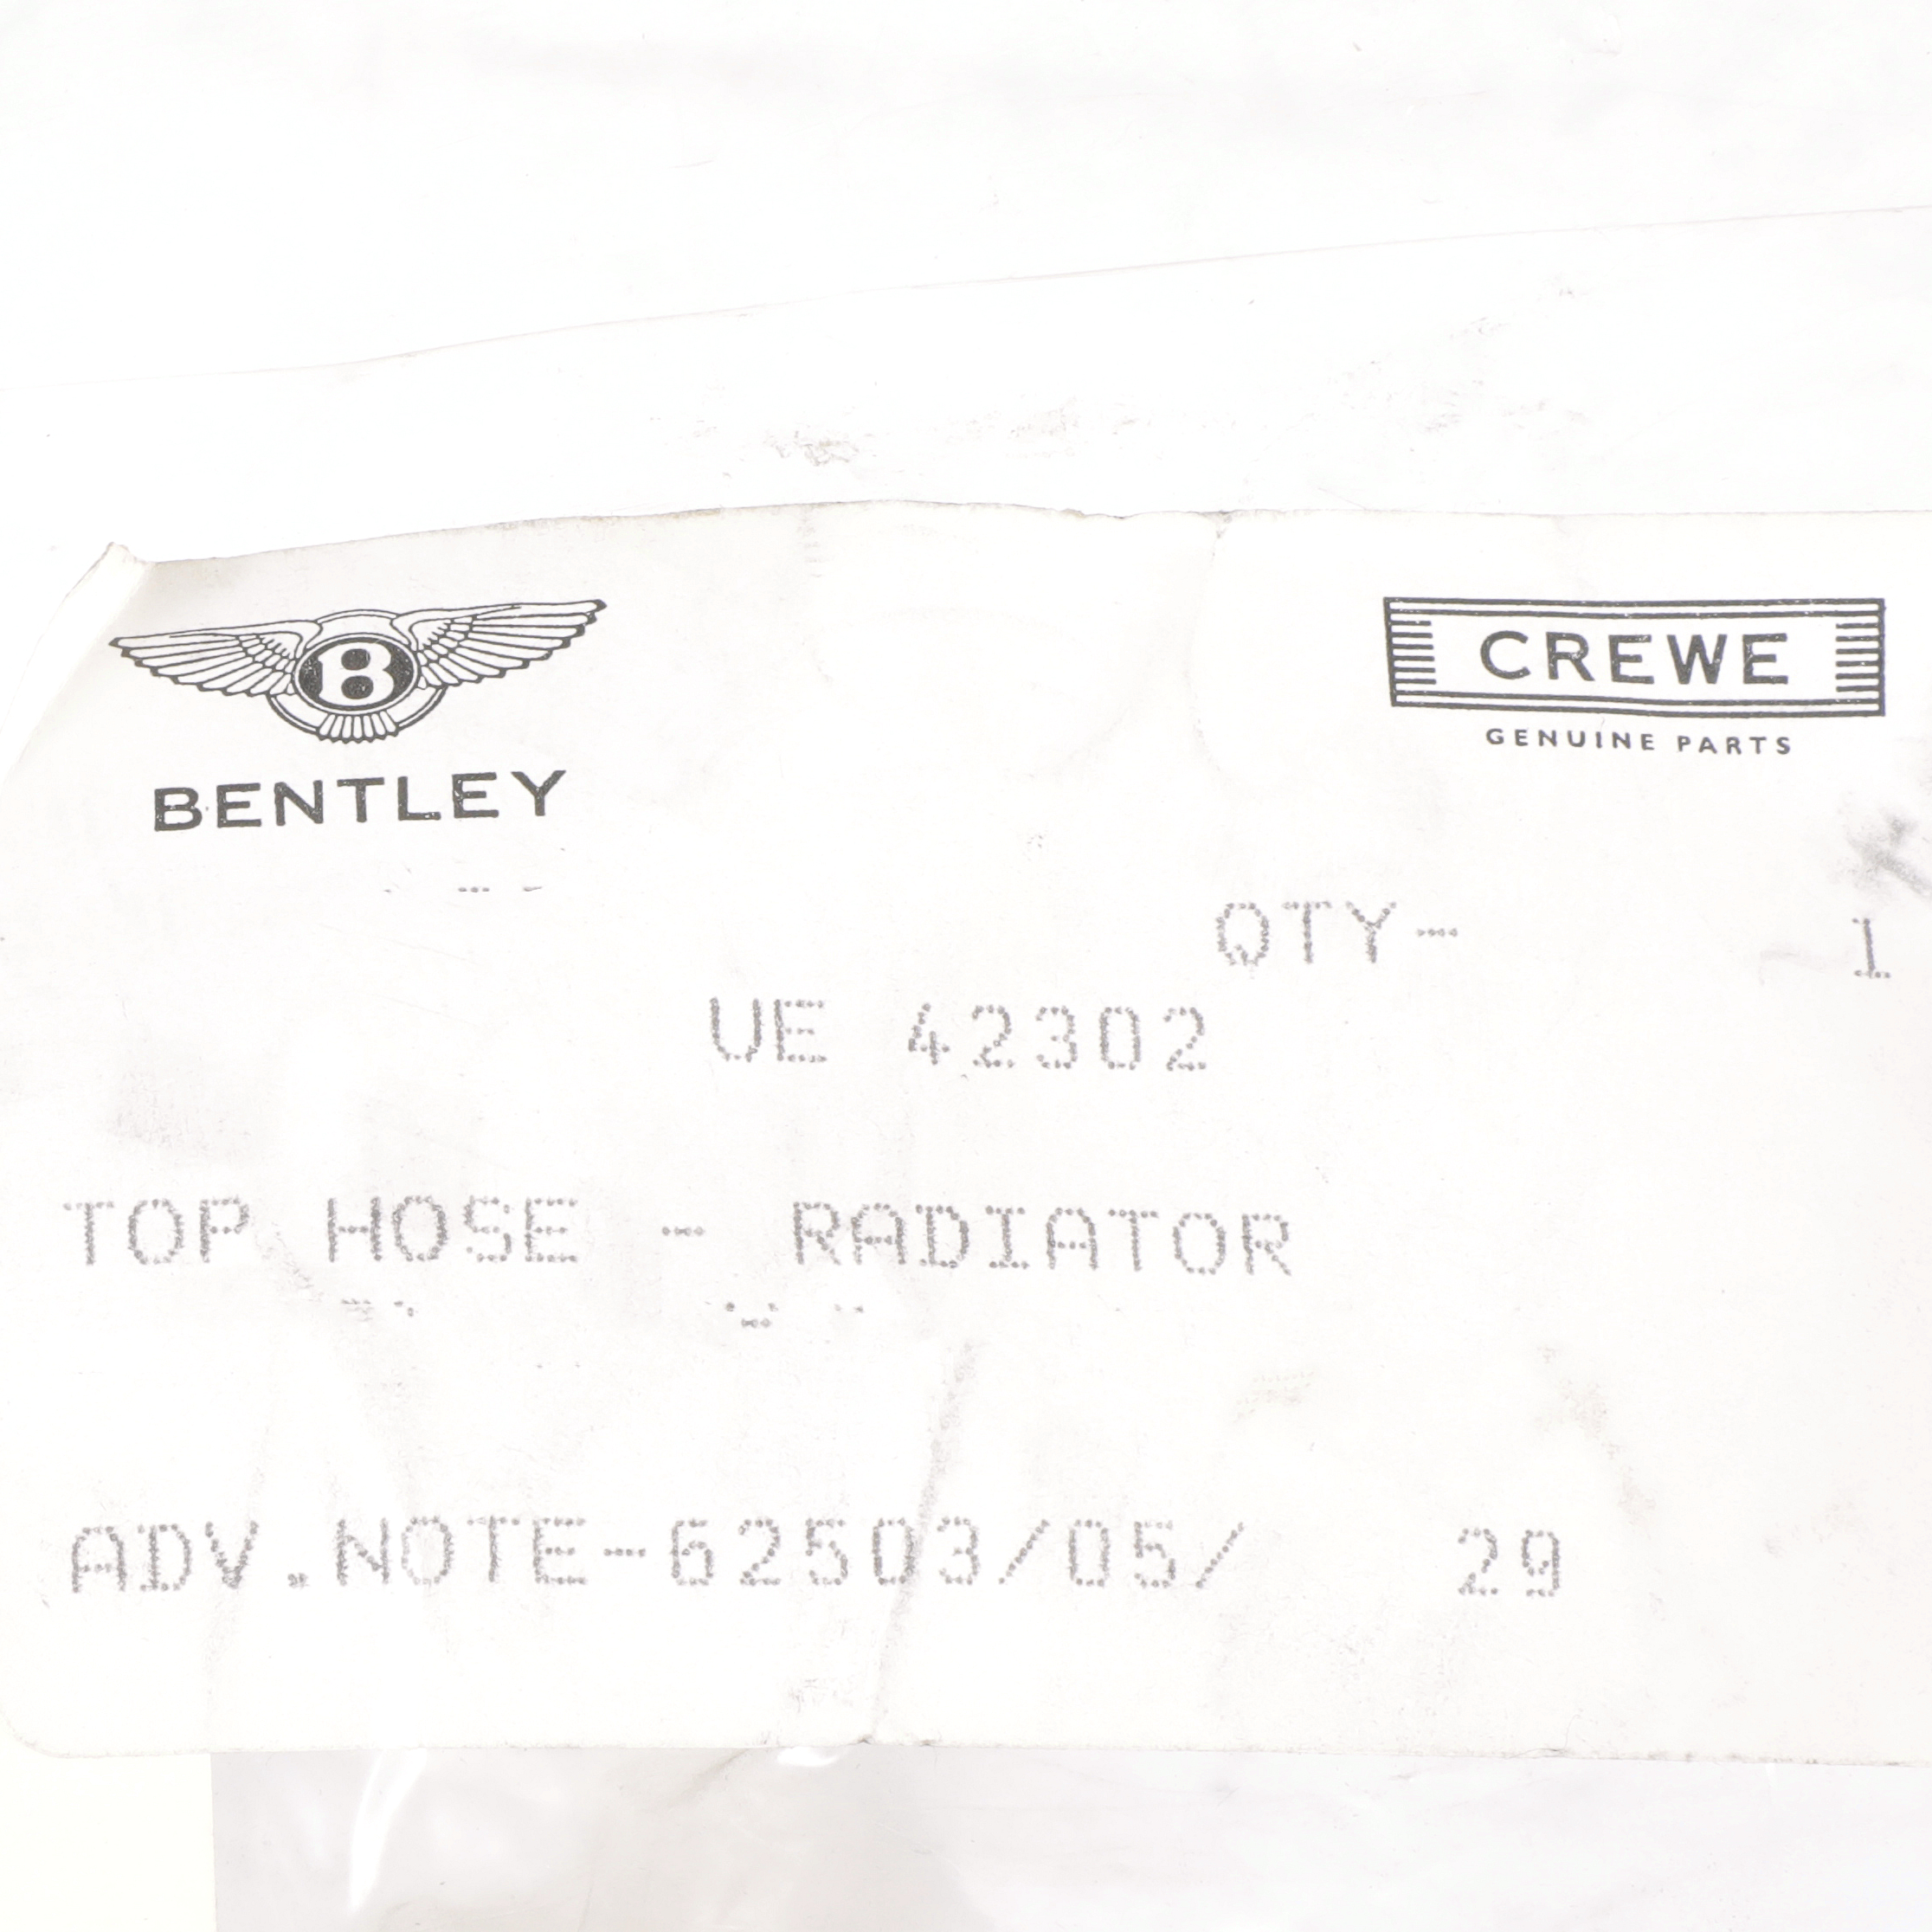 B
BENTLEY
CREWE
GENUINE PARTS
QTY- 1
UE 42302
TOP HOSE - RADIATOR
ADV.NOTE-62503/05/ 29